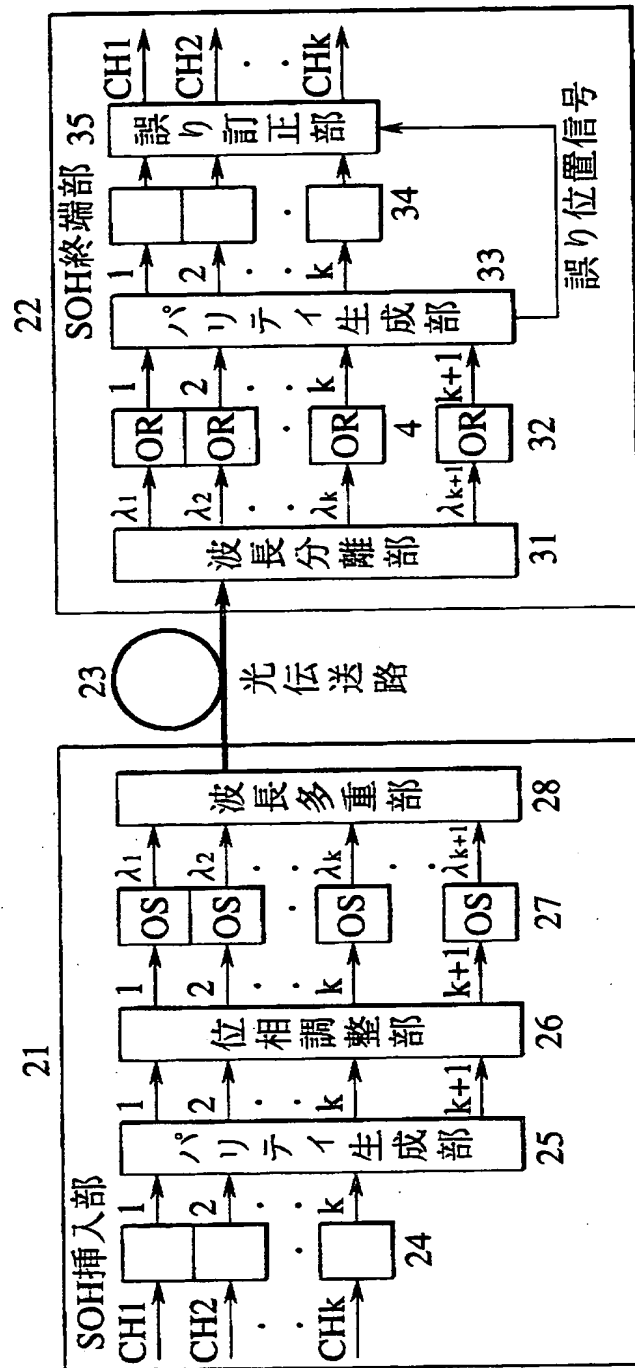 21
SOH挿入部
CH1
CH2
CHk
24
1
2
k
パリティ生成部
25
1
2
k
k+1
位相調整部
26
1
2
k
k+1
OS
OS
OS
OS
27
λ1
λ2
λk
λk+1
波長多重部
28
23
光伝送路
22
SOH終端部
波長分離部
31
λ1
λ2
λk
λk+1
OR
OR
OR
4
OR
32
1
2
k
k+1
パリティ生成部
33
1
2
k
34
誤り訂正部
35
CH1
CH2
CHk
誤り位置信号